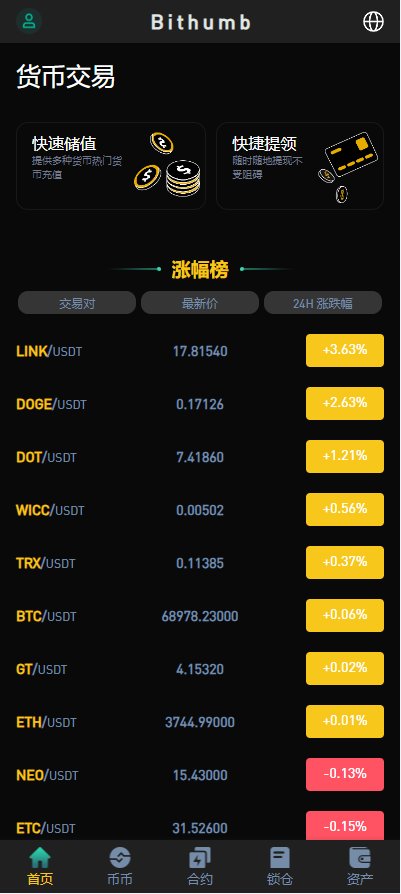 Bithumb
货币交易
快速储值
提供多种货币热门货
币充值
快捷提领
随时随地提现不
受阻碍
涨幅榜
交易对 最新价 24H 涨跌幅
LINK/USDT 17.81540 +3.63%
DOGE/USDT 0.17126 +2.63%
DOT/USDT 7.41860 +1.21%
WICC/USDT 0.00502 +0.56%
TRX/USDT 0.11385 +0.37%
BTC/USDT 68978.23000 +0.06%
GT/USDT 4.15320 +0.02%
ETH/USDT 3744.99000 +0.01%
NEO/USDT 15.43000 -0.13%
ETC/USDT 31.52600 -0.15%
首页 币币 合约 锁仓 资产